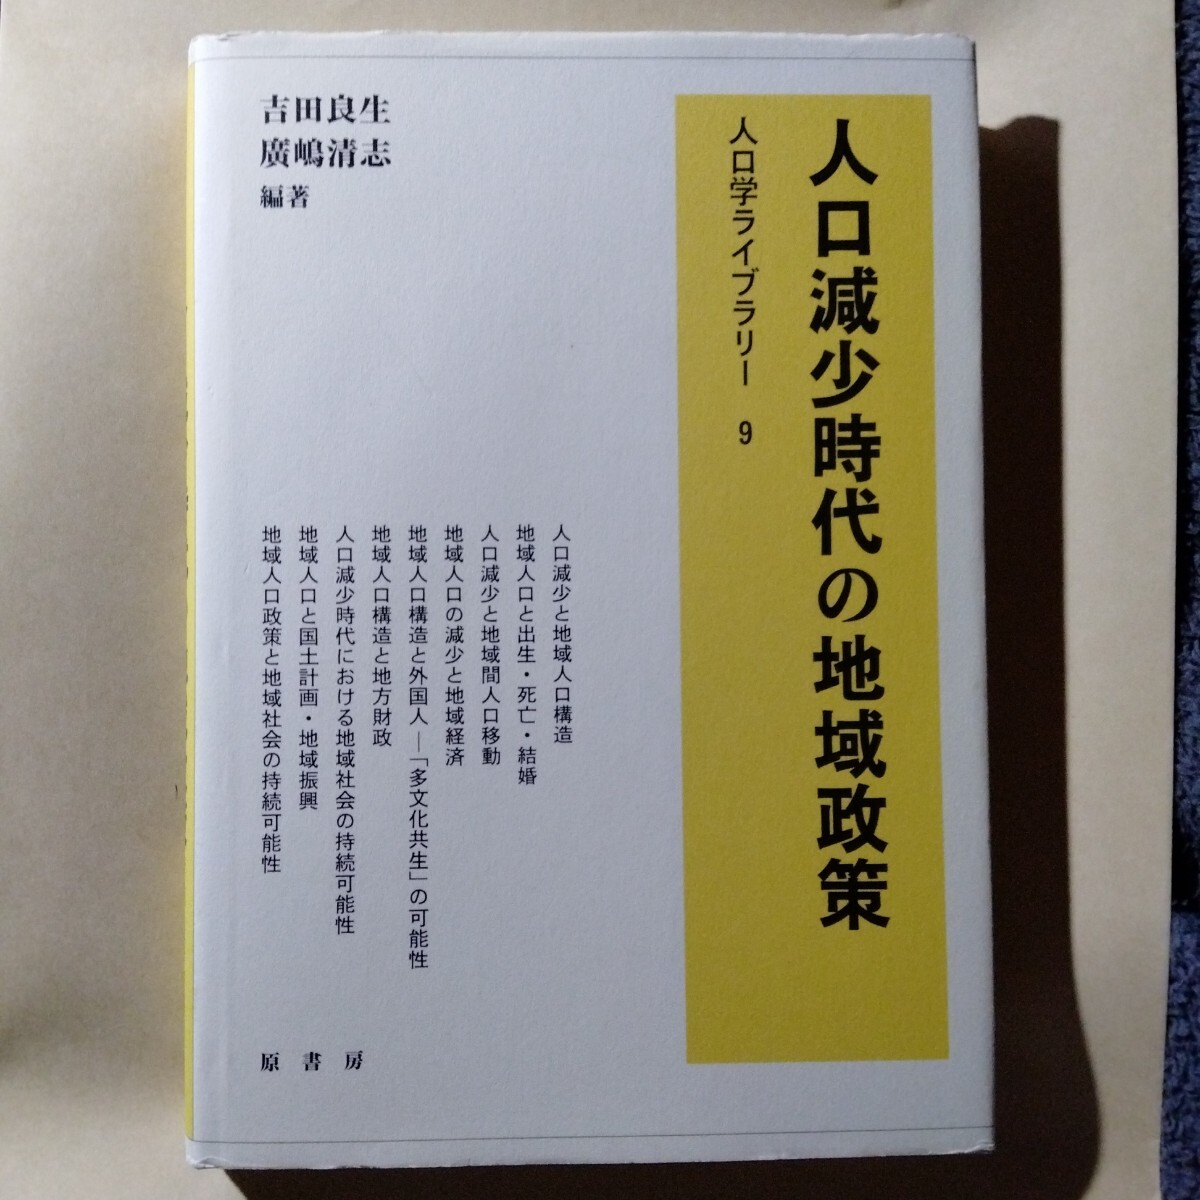 人口減少時代の地域政策
人口学ライブラリー 9
吉田良生
廣嶋清志
編著
人口減少と地域人口構造
地域人口と出生・死亡・結婚
人口減少と地域間人口移動
地域人口の減少と地域経済
地域人口構造と外国人―「多文化共生」の可能性
地域人口構造と地方財政
人口減少時代における地域社会の持続可能性
地域人口と国土計画・地域振興
地域人口政策と地域社会の持続可能性
原書房